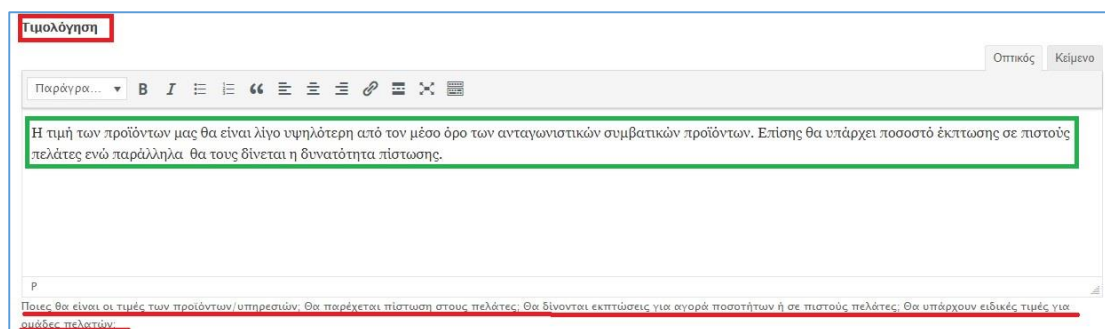 Τιμολόγηση
Οπτικός Κείμενο
Παράγρα... B I
Η τιμή των προϊόντων μας θα είναι λίγο υψηλότερη από τον μέσο όρο των ανταγωνιστικών συμβατικών προϊόντων. Επίσης θα υπάρχει ποσοστό έκπτωσης σε πιστούς
πελάτες ενώ παράλληλα θα τους δίνεται η δυνατότητα πίστωσης.
P
Ποιες θα είναι οι τιμές των προϊόντων/υπηρεσιών; Θα παρέχεται πίστωση στους πελάτες; Θα δίνονται εκπτώσεις για αγορά ποσοτήτων ή σε πιστούς πελάτες; Θα υπάρχουν ειδικές τιμές για
ομάδες πελατών;